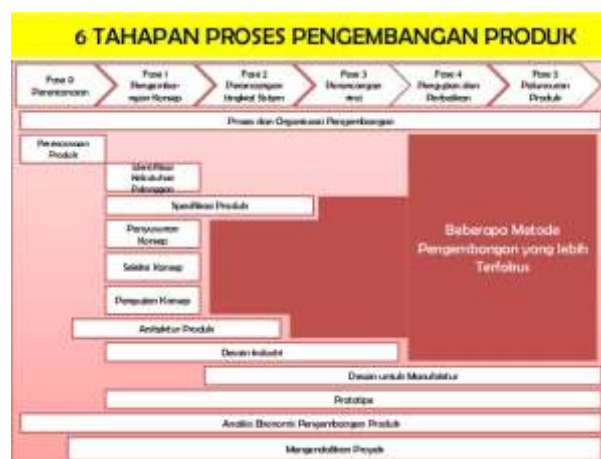 6 TAHAPAN PROSES PENGEMBANGAN PRODUK
Fase 0
Perencanaan
Fase 1
Pengemba-
ngan Konsep
Fase 2
Perancangan
tingkat Sistem
Fase 3
Perancangan
rinci
Fase 4
Pengujian dan
Perbaikan
Fase 5
Peluncuran
Produk
Proses dan Organisasi Pengembangan
Perencanaan
Produk
Identifikasi
Kebutuhan
Pelanggan
Spesifikasi Produk
Penyusunan
Konsep
Seleksi Konsep
Pengujian Konsep
Beberapa Metode
Pengembangan yang lebih
Terfokus
Arsitektur Produk
Desain Industri
Desain untuk Manufaktur
Prototipe
Analisis Ekonomi Pengembangan Produk
Mengendalikan Proyek